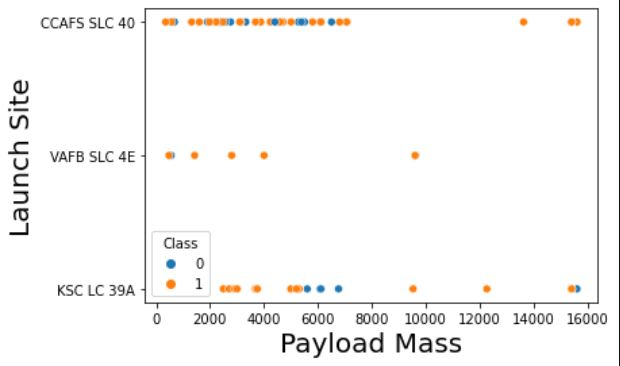 CCAFS SLC 40
VAFB SLC 4E
KSC LC 39A
Launch Site
Class
0
1
0 2000 4000 6000 8000 10000 12000 14000 16000
Payload Mass